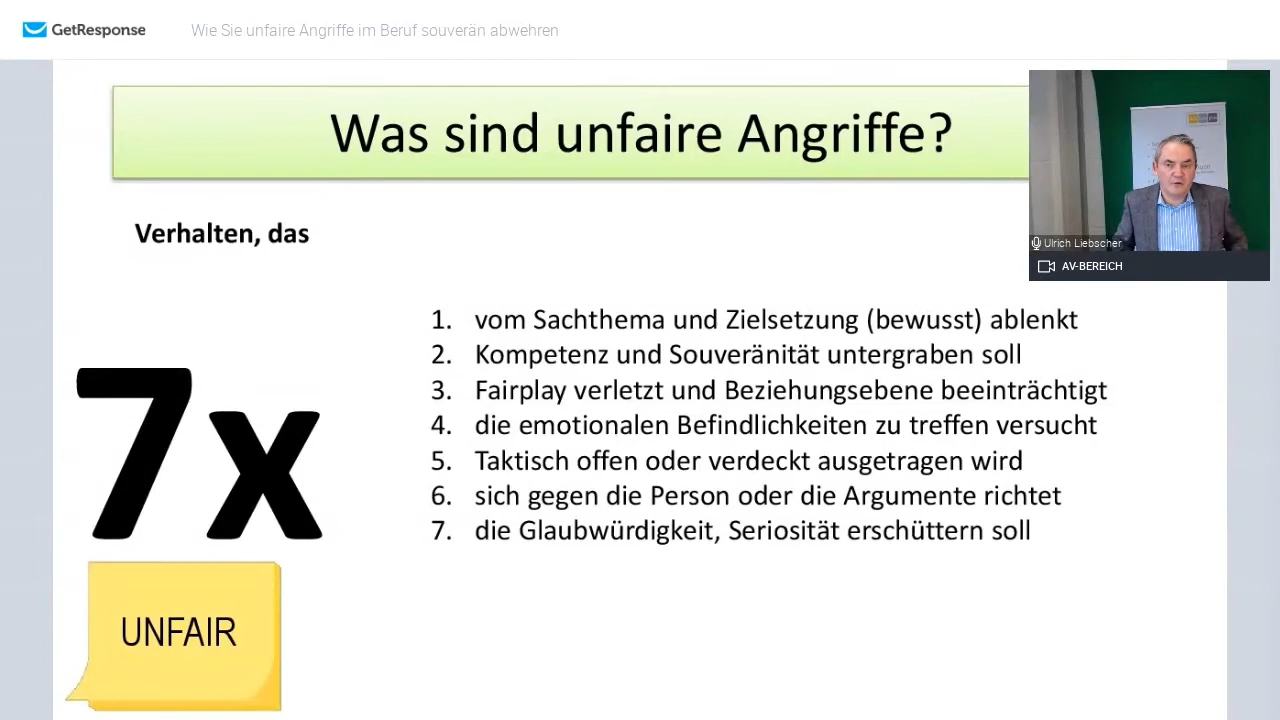 GetResponse
Wie Sie unfaire Angriffe im Beruf souverän abwehren
Was sind unfaire Angriffe?
Verhalten, das
1. vom Sachthema und Zielsetzung (bewusst) ablenkt
2. Kompetenz und Souveränität untergraben soll
3. Fairplay verletzt und Beziehungsebene beeinträchtigt
4. die emotionalen Befindlichkeiten zu treffen versucht
5. Taktisch offen oder verdeckt ausgetragen wird
6. sich gegen die Person oder die Argumente richtet
7. die Glaubwürdigkeit, Seriosität erschüttern soll
7x
UNFAIR
Ulrich Liebscher
AV-BEREICH